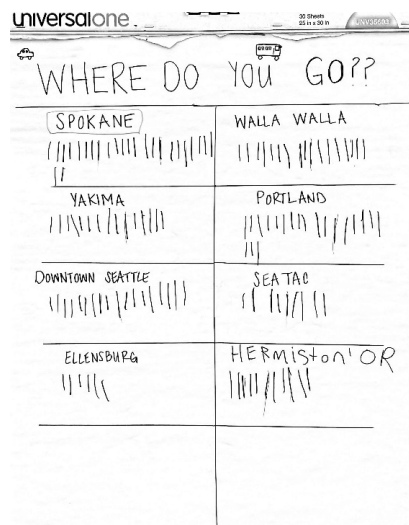 universalone.
30 Sheets
25 in x 30 in
UNV35603
WHERE DO YOU GO??
SPOKANE
WALLA WALLA
YAKIMA
PORTLAND
DOWNTOWN SEATTLE
SEATAC
ELLENSBURG
HERMISton' OR